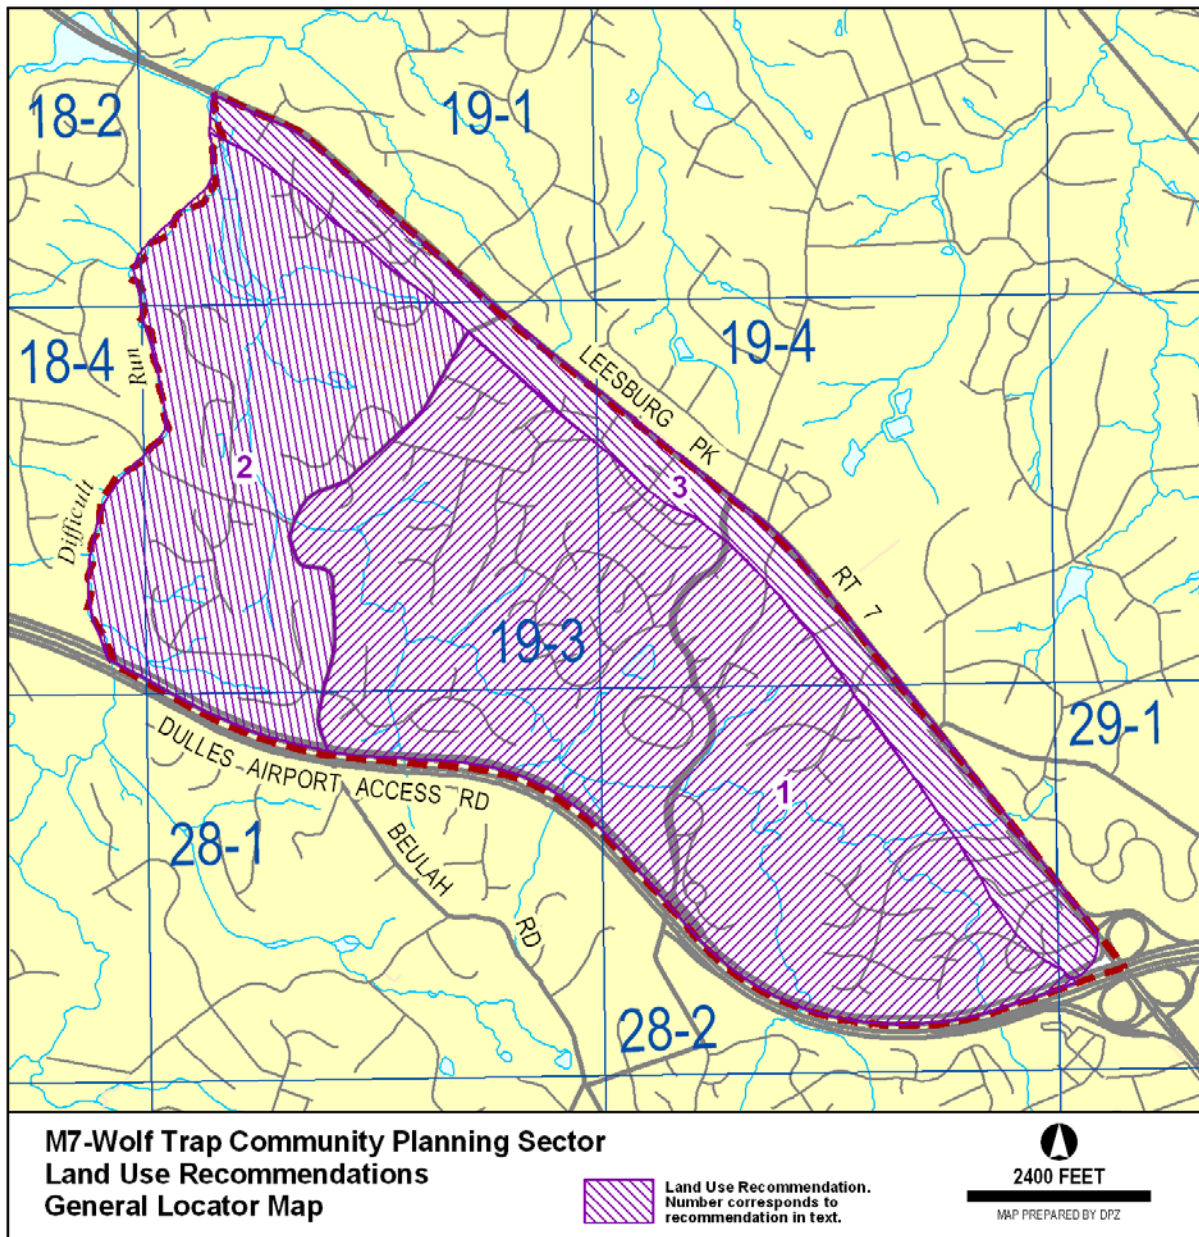 18-2
19-1
18-4
Run
LEESBURG PK
19-4
2
3
Difficult
RT 7
19-3
29-1
DULLES AIRPORT ACCESS RD
1
28-1
BEULAH RD
28-2
M7-Wolf Trap Community Planning Sector
Land Use Recommendations
General Locator Map
Land Use Recommendation.
Number corresponds to
recommendation in text.
2400 FEET
MAP PREPARED BY DPZ